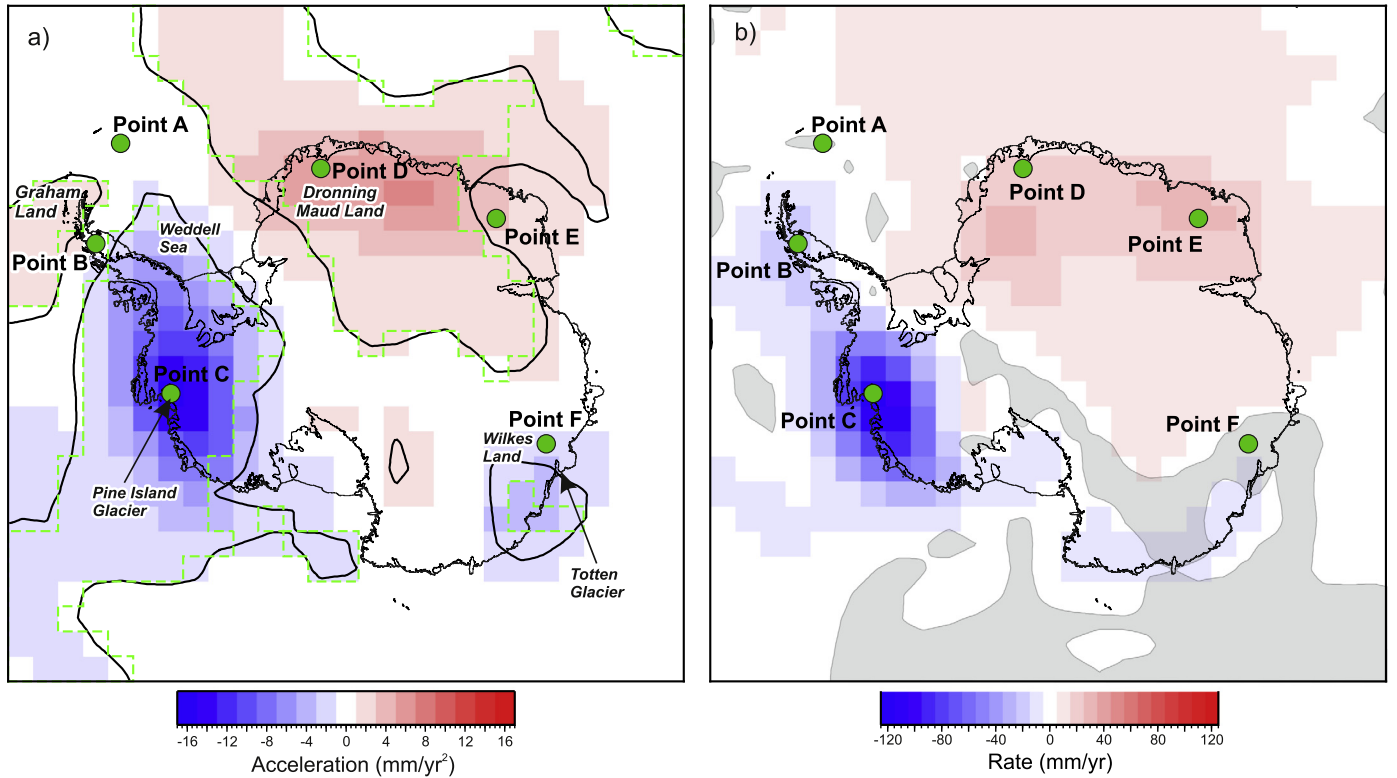 a)
Point A
Point D
Graham
Land
Dronning
Maud Land
Weddell
Sea
Point E
Point B
Point C
Point F
Wilkes
Land
Pine Island
Glacier
Totten
Glacier
-16 -12 -8 -4 0 4 8 12 16
Acceleration (mm/yr²)
b)
Point A
Point D
Point E
Point B
Point C
Point F
-120 -80 -40 0 40 80 120
Rate (mm/yr)